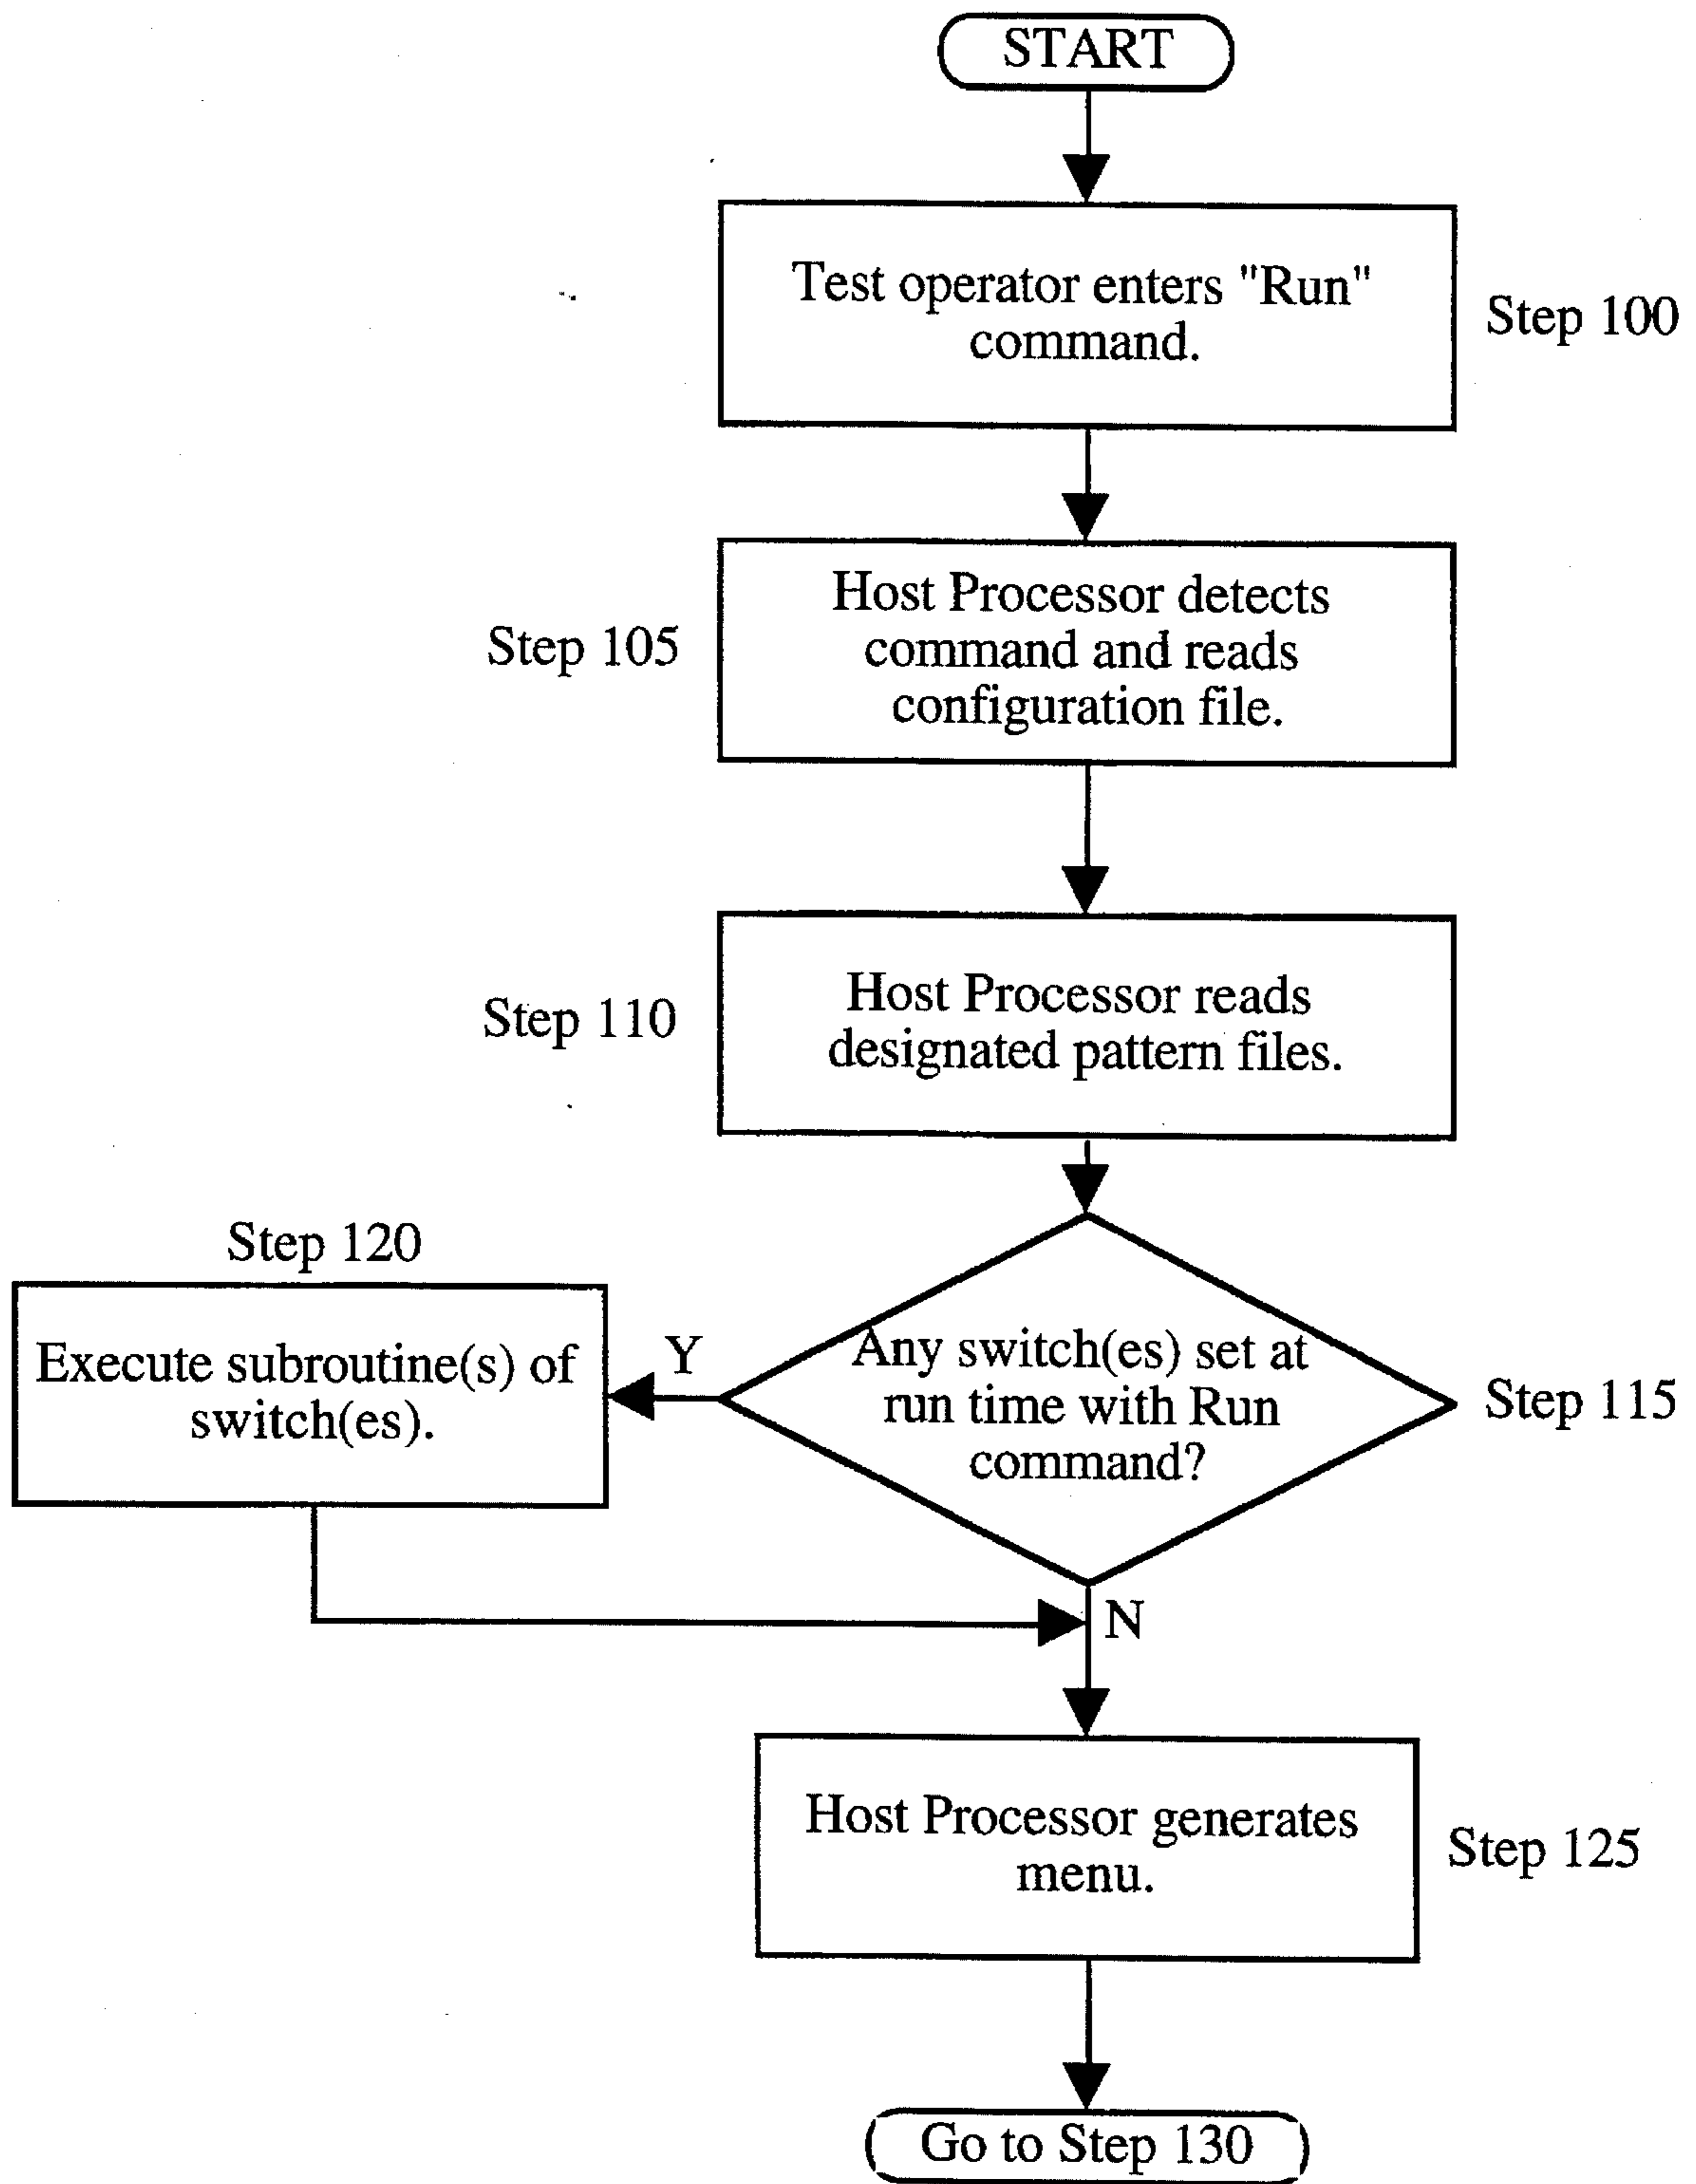 START
Test operator enters "Run"
command.
Step 100
Host Processor detects
command and reads
configuration file.
Step 105
Host Processor reads
designated pattern files.
Step 110
Any switch(es) set at
run time with Run
command?
Step 115
Y
Step 120
Execute subroutine(s) of
switch(es).
N
Host Processor generates
menu.
Step 125
Go to Step 130